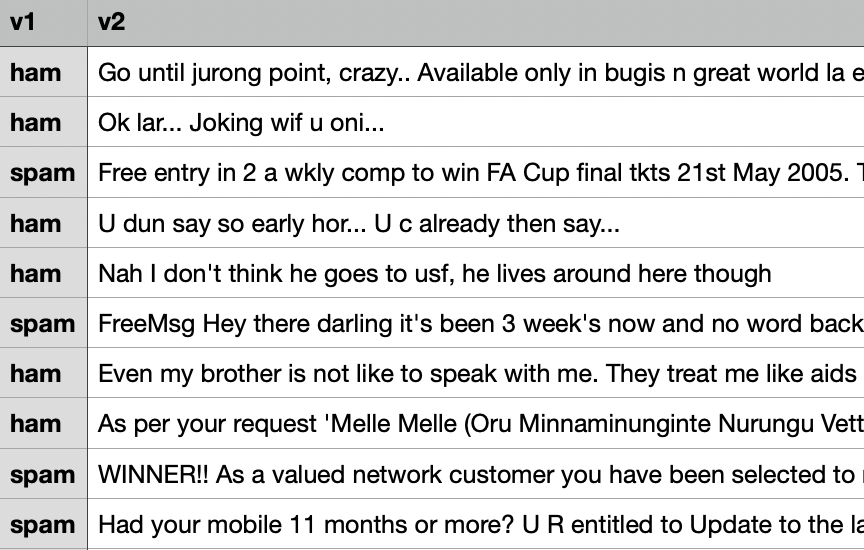 v1 v2
ham Go until jurong point, crazy.. Available only in bugis n great world la e
ham Ok lar... Joking wif u oni...
spam Free entry in 2 a wkly comp to win FA Cup final tkts 21st May 2005. T
ham U dun say so early hor... U c already then say...
ham Nah I don't think he goes to usf, he lives around here though
spam FreeMsg Hey there darling it's been 3 week's now and no word back
ham Even my brother is not like to speak with me. They treat me like aids
ham As per your request 'Melle Melle (Oru Minnaminunginte Nurungu Vett
spam WINNER!! As a valued network customer you have been selected to
spam Had your mobile 11 months or more? U R entitled to Update to the la